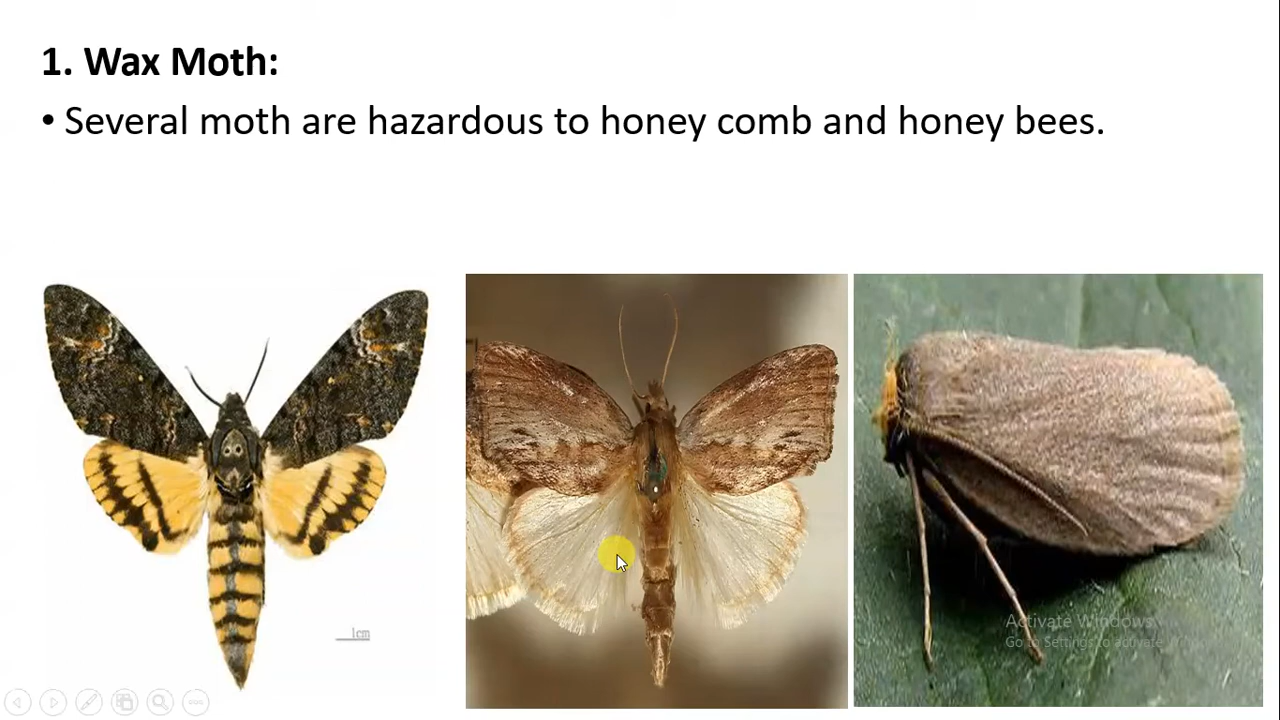 1. Wax Moth:
• Several moth are hazardous to honey comb and honey bees.
1cm
Activate Windows
Go to Settings to activate